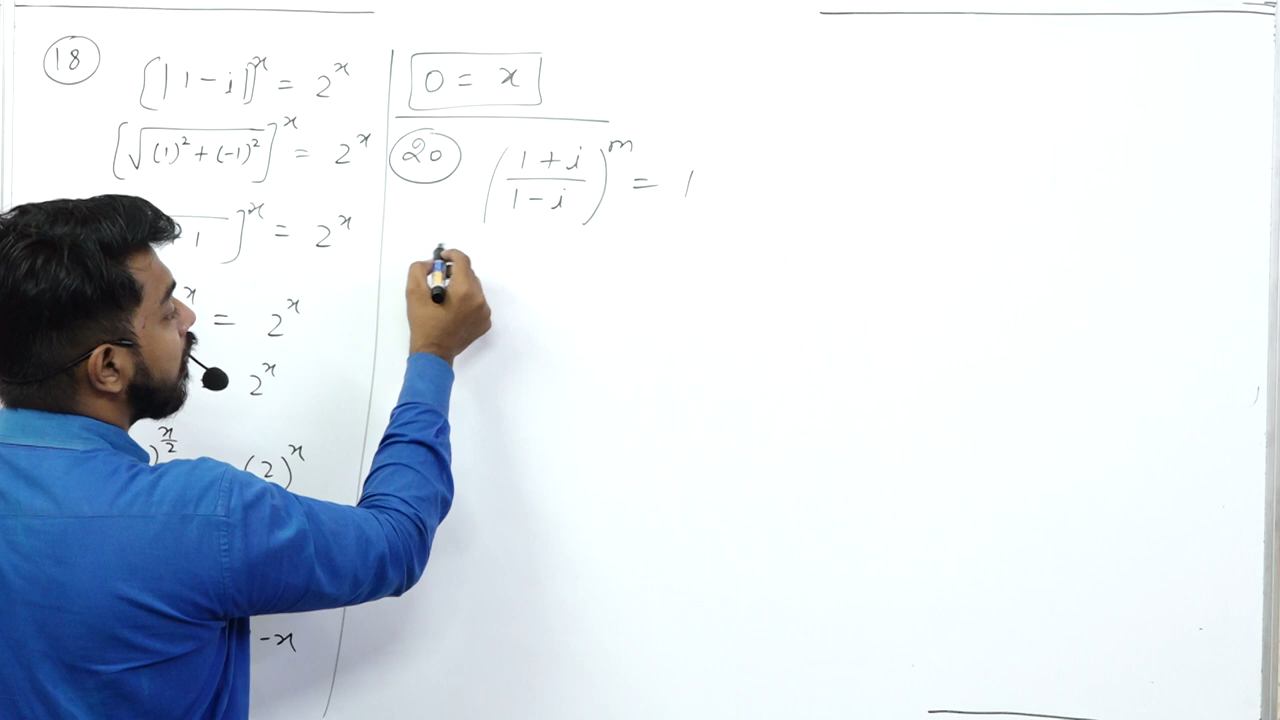 18
[|1-i|]^x = 2^x
[√((1)²+(-1)²)]^x = 2^x
1]^x = 2^x
^x = 2^x
2^x
)^(x/2) (2)^x
-x
0 = x
20 ((1+i)/(1-i))^m = 1